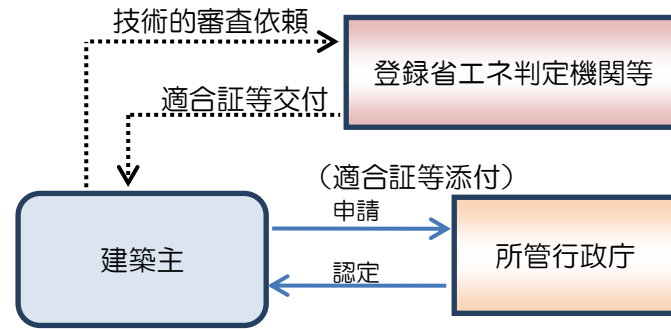 技術的審査依頼
登録省エネ判定機関等
適合証等交付
（適合証等添付）
申請
建築主
所管行政庁
認定